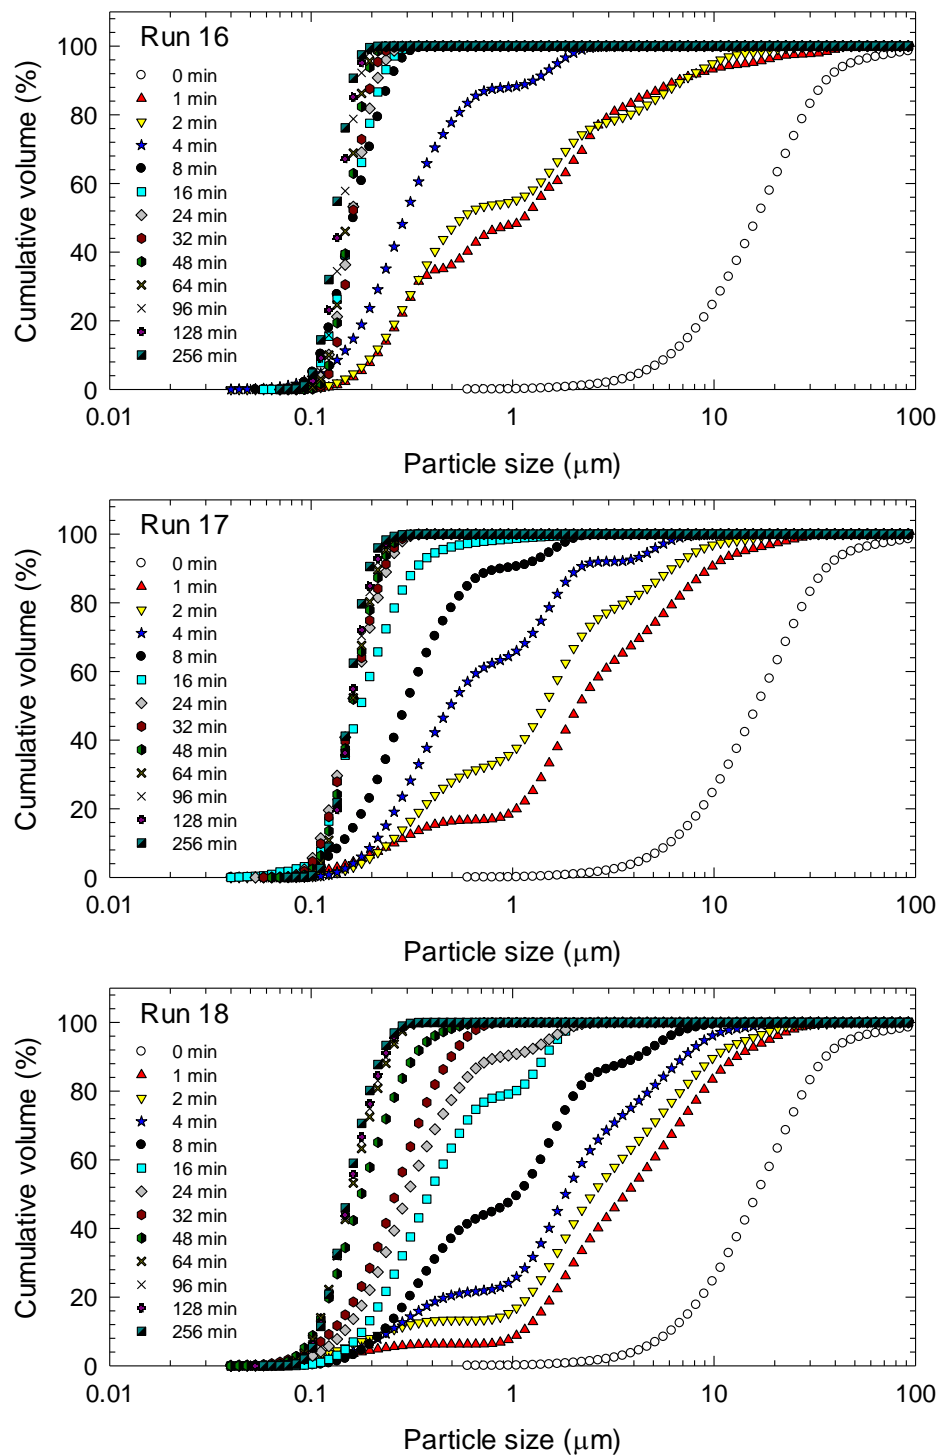 Run 16
Cumulative volume (%)
100
80
60
40
20
0
0 min
1 min
2 min
4 min
8 min
16 min
24 min
32 min
48 min
64 min
96 min
128 min
256 min
0.01 0.1 1 10 100
Particle size (μm)
Run 17
Cumulative volume (%)
100
80
60
40
20
0
0 min
1 min
2 min
4 min
8 min
16 min
24 min
32 min
48 min
64 min
96 min
128 min
256 min
0.01 0.1 1 10 100
Particle size (μm)
Run 18
Cumulative volume (%)
100
80
60
40
20
0
0 min
1 min
2 min
4 min
8 min
16 min
24 min
32 min
48 min
64 min
96 min
128 min
256 min
0.01 0.1 1 10 100
Particle size (μm)